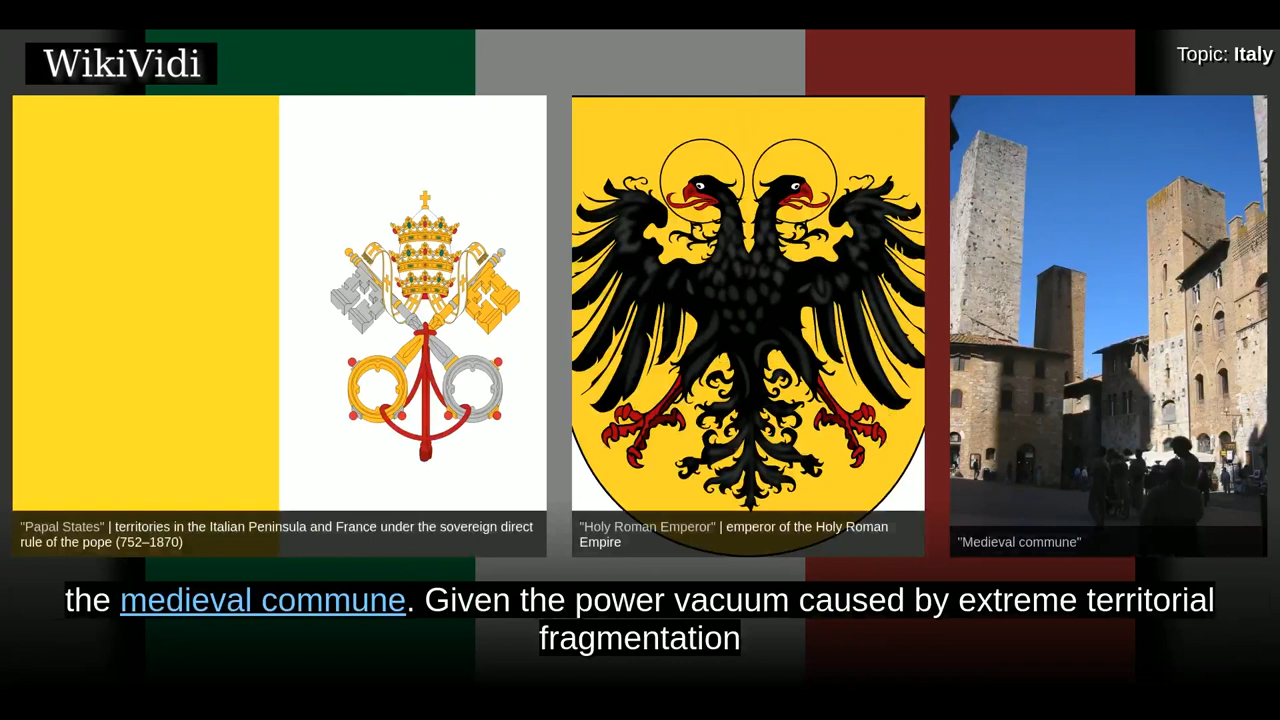 WikiVidi
Topic: Italy
"Papal States" | territories in the Italian Peninsula and France under the sovereign direct
rule of the pope (752–1870)
"Holy Roman Emperor" | emperor of the Holy Roman
Empire
"Medieval commune"
the medieval commune. Given the power vacuum caused by extreme territorial
fragmentation